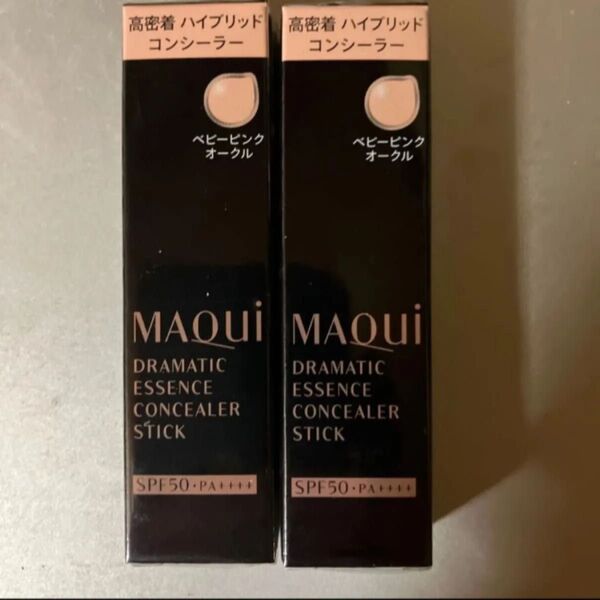 高密着 ハイブリッド
コンシーラー
ベビーピンク
オークル
MAQUi
DRAMATIC
ESSENCE
CONCEALER
STICK
SPF50・PA++++
高密着 ハイブリッド
コンシーラー
ベビーピンク
オークル
MAQUi
DRAMATIC
ESSENCE
CONCEALER
STICK
SPF50・PA++++